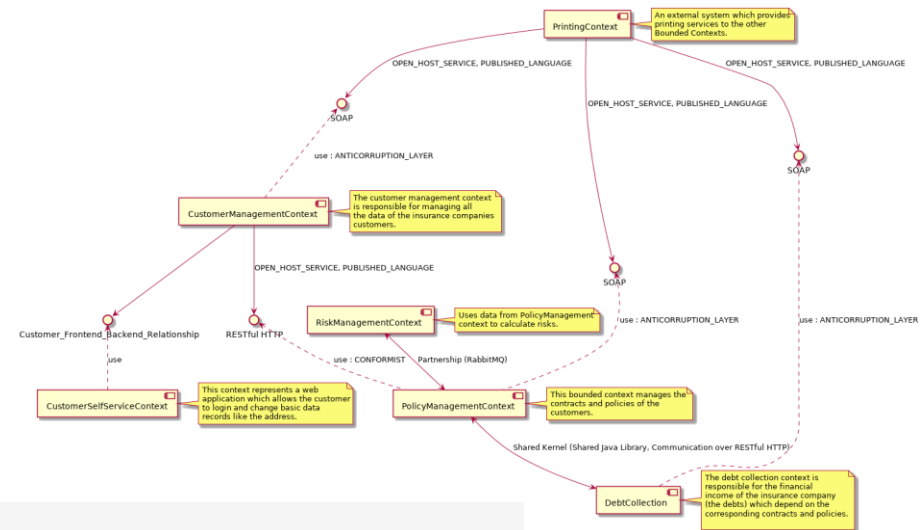 PrintingContext
An external system which provides
printing services to the other
Bounded Contexts.
OPEN_HOST_SERVICE, PUBLISHED_LANGUAGE
OPEN_HOST_SERVICE, PUBLISHED_LANGUAGE
OPEN_HOST_SERVICE, PUBLISHED_LANGUAGE
SOAP
use : ANTICORRUPTION_LAYER
SOAP
CustomerManagementContext
The customer management context
is responsible for managing all
the data of the insurance companies
customers.
OPEN_HOST_SERVICE, PUBLISHED_LANGUAGE
SOAP
Customer_Frontend_Backend_Relationship
RESTful HTTP
RiskManagementContext
Uses data from PolicyManagement
context to calculate risks.
use : ANTICORRUPTION_LAYER
use : ANTICORRUPTION_LAYER
use
use : CONFORMIST
Partnership (RabbitMQ)
CustomerSelfServiceContext
This context represents a web
application which allows the customer
to login and change basic data
records like the address.
PolicyManagementContext
This bounded context manages the
contracts and policies of the
customers.
Shared Kernel (Shared Java Library, Communication over RESTful HTTP)
DebtCollection
The debt collection context is
responsible for the financial
income of the insurance company
(the debts) which depend on the
corresponding contracts and policies.